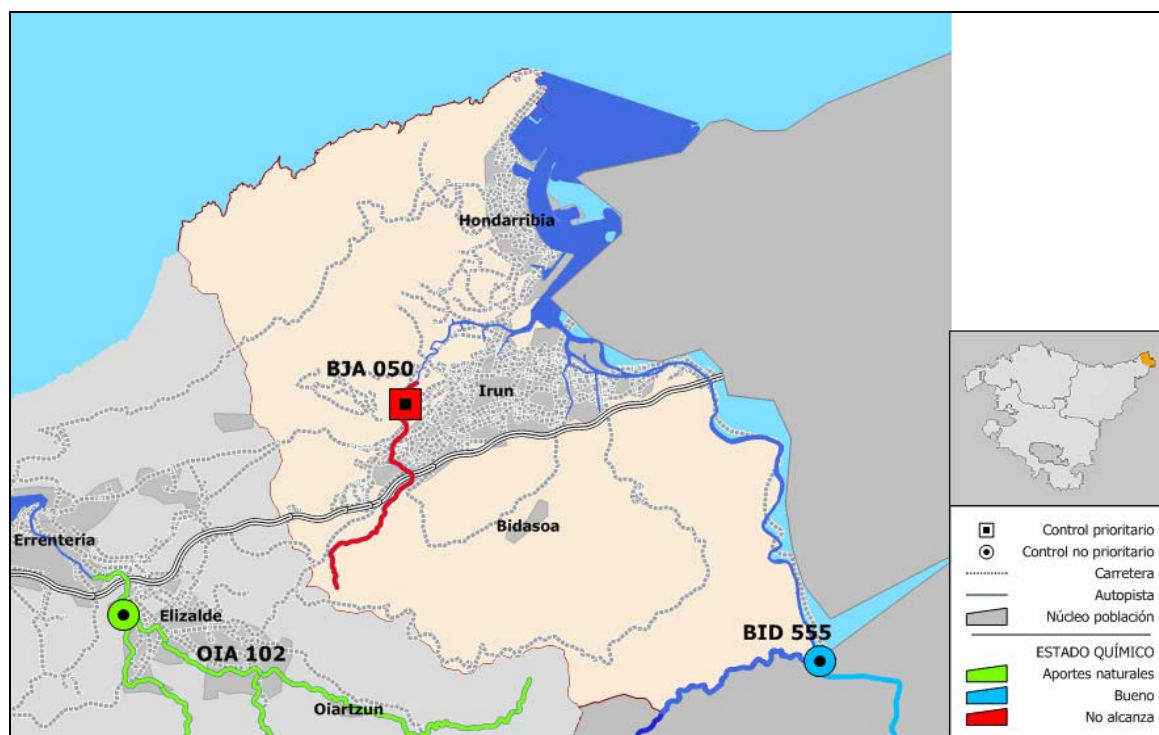 Hondarribia
BJA 050
Irun
Bidasoa
Errenteria
Elizalde
BID 555
OIA 102
Oiartzun
Control prioritario
Control no prioritario
Carretera
Autopista
Núcleo población
ESTADO QUÍMICO
Aportes naturales
Bueno
No alcanza